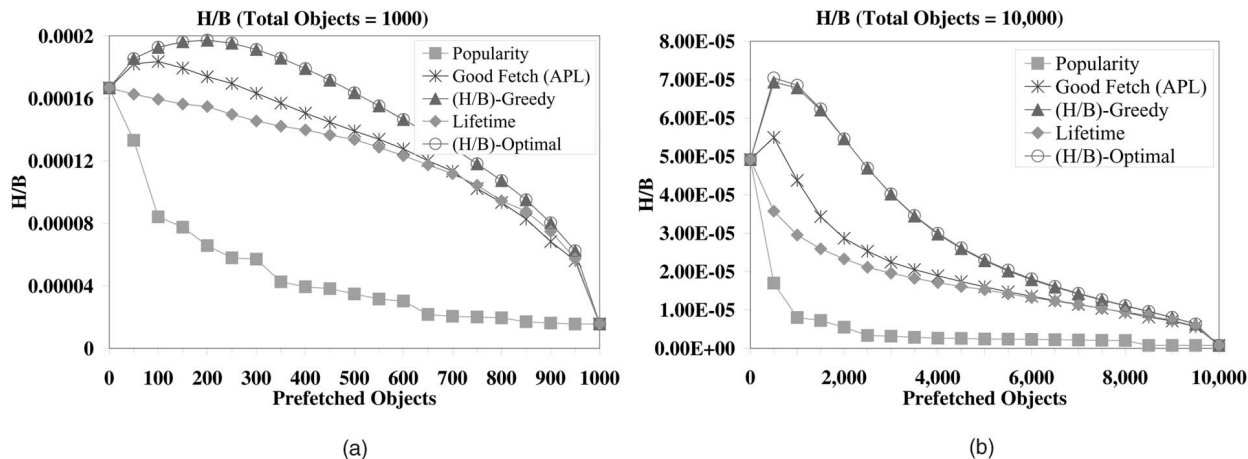 H/B (Total Objects = 1000)
0.0002
0.00016
0.00012
0.00008
0.00004
0
H/B
Popularity
Good Fetch (APL)
(H/B)-Greedy
Lifetime
(H/B)-Optimal
0 100 200 300 400 500 600 700 800 900 1000
Prefetched Objects
(a)
H/B (Total Objects = 10,000)
8.00E-05
7.00E-05
6.00E-05
5.00E-05
4.00E-05
3.00E-05
2.00E-05
1.00E-05
0.00E+00
H/B
Popularity
Good Fetch (APL)
(H/B)-Greedy
Lifetime
(H/B)-Optimal
0 2,000 4,000 6,000 8,000 10,000
Prefetched Objects
(b)